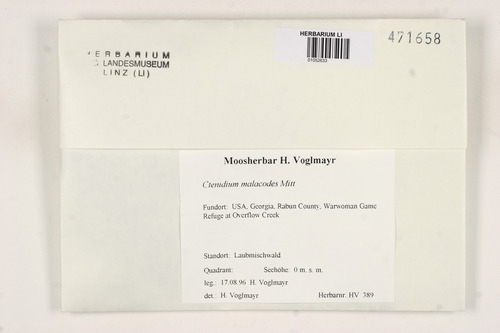 HERBARIUM LI
471658
HERBARIUM
LANDESMUSEUM
LINZ (LI)
Moosherbar H. Voglmayr
Ctenidium malacodes Mitt
Fundort: USA, Georgia, Rabun County, Warwoman Game
Refuge at Overflow Creek
Standort: Laubmischwald
Quadrant: Seehöhe: 0 m. s. m.
leg.: 17.08.96 H. Voglmayr
det.: H. Voglmayr Herbarnr. HV 389